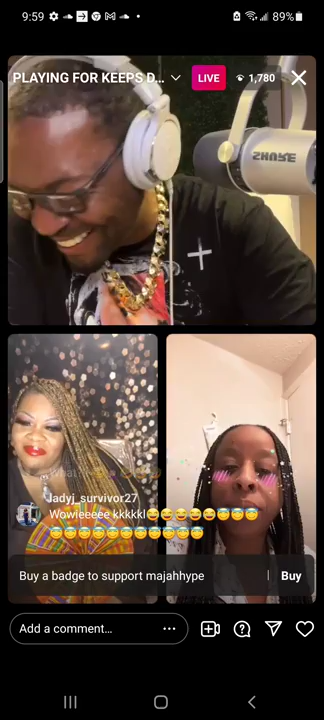 9:59
89%
PLAYING FOR KEEPS D...
LIVE
1,780
SHURE
Jadyj_survivor27
Wowieeeee kkkkkl😂😂😂😂😂😇😇😇
😇😇😇😇😇😇😇😇😇😇😇
Buy a badge to support majahhype
Buy
Add a comment...